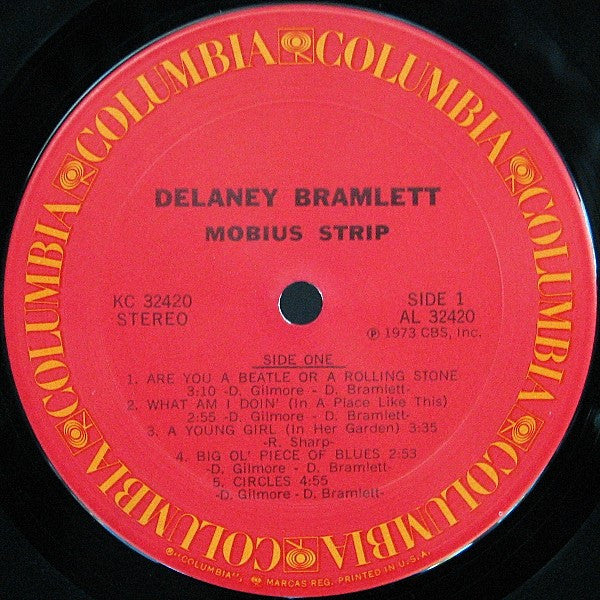 COLUMBIA COLUMBIA COLUMBIA COLUMBIA COLUMBIA COLUMBIA
DELANEY BRAMLETT
MOBIUS STRIP
KC 32420
STEREO
SIDE 1
AL 32420
℗ 1973 CBS, Inc.
SIDE ONE
1. ARE YOU A BEATLE OR A ROLLING STONE
3:10 -D. Gilmore - D. Bramlett-
2. WHAT AM I DOIN' (In A Place Like This)
2:55 -D. Gilmore - D. Bramlett-
3. A YOUNG GIRL (In Her Garden) 3:35
-R. Sharp-
4. BIG OL' PIECE OF BLUES 2:53
-D. Gilmore - D. Bramlett-
5. CIRCLES 4:55
-D. Gilmore - D. Bramlett-
®"COLUMBIA", MARCAS REG. PRINTED IN U.S.A.